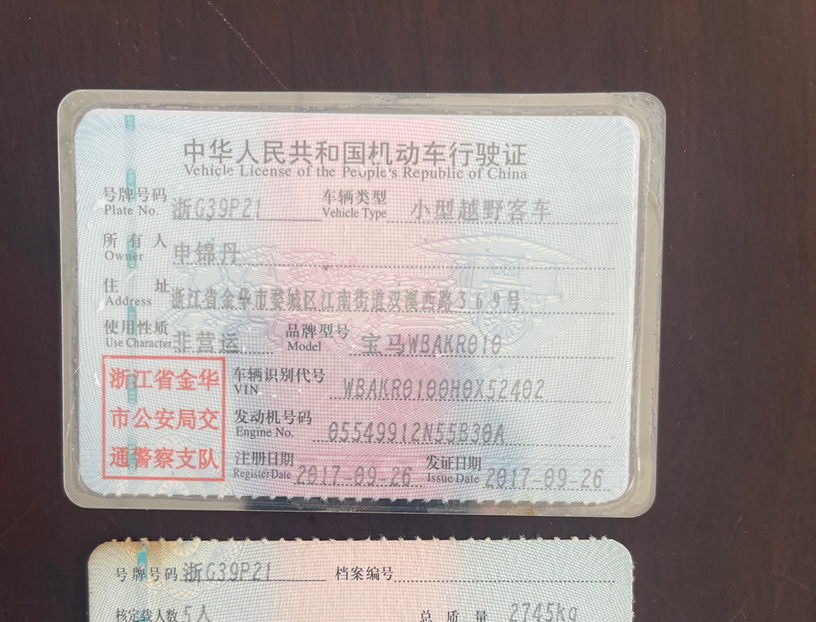 中华人民共和国机动车行驶证
Vehicle License of the People's Republic of China
号牌号码 Plate No. 浙G39P21 车辆类型 Vehicle Type 小型越野客车
所有人 Owner 申锦丹
住址 Address 浙江省金华市婺城区江南街道双溪西路369号
使用性质 Use Character 非营运 品牌型号 Model 宝马WBAKR010
浙江省金华市公安局交通警察支队
车辆识别代号 VIN WBAKR0100H0X52402
发动机号码 Engine No. 05549912N55B30A
注册日期 Register Date 2017-09-26 发证日期 Issue Date 2017-09-26
号牌号码 浙G39P21 档案编号
核定载人数 5人 总质量 2745kg